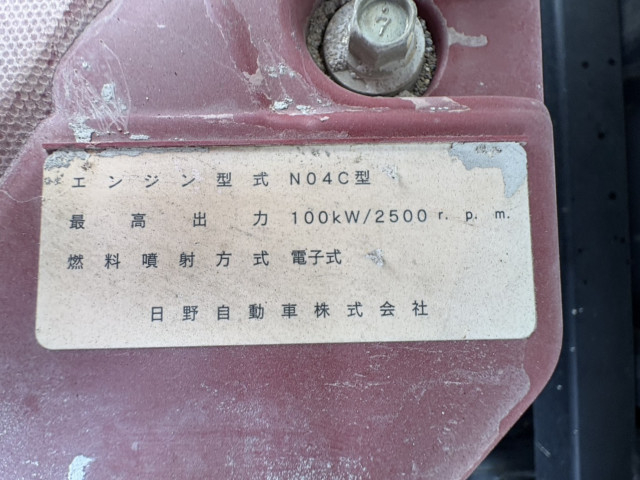 エンジン型式 N04C型
最高出力 100kW/2500 r.p.m.
燃料噴射方式 電子式
日野自動車株式会社